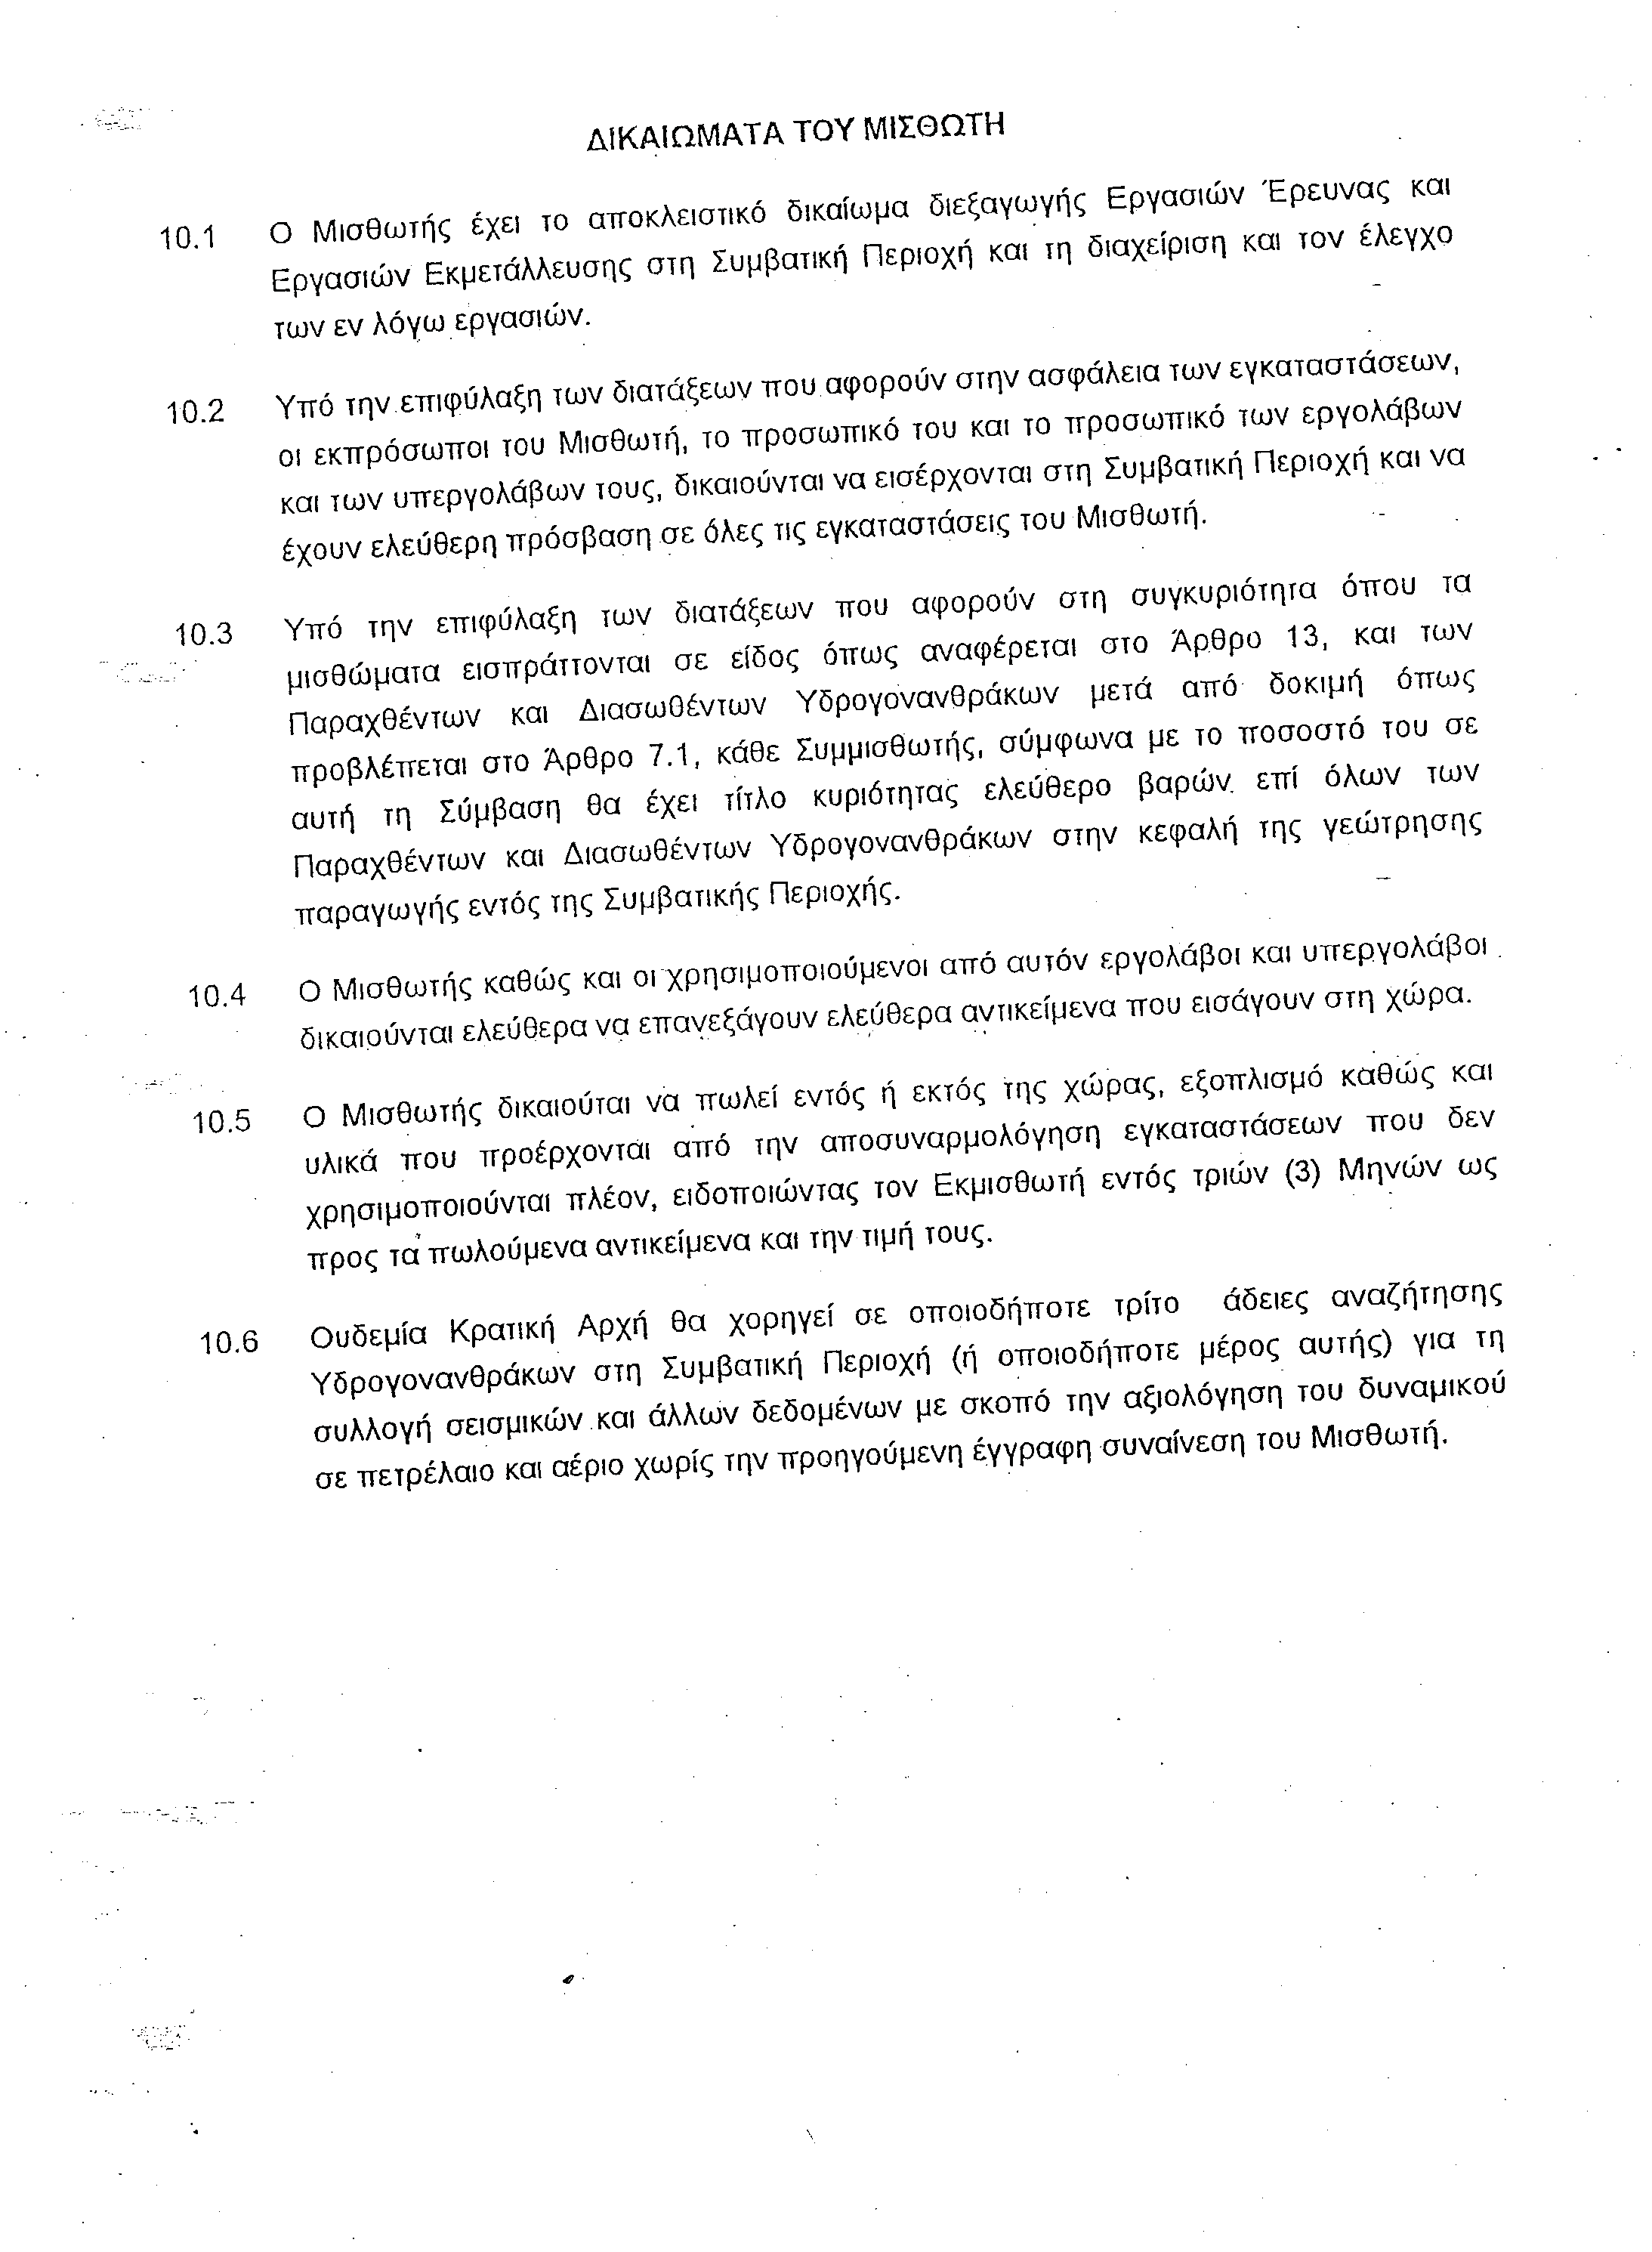 ΔΙΚΑΙΩΜΑΤΑ ΤΟΥ ΜΙΣΘΩΤΗ
10.1 Ο Μισθωτής έχει το αποκλειστικό δικαίωμα διεξαγωγής Εργασιών Έρευνας και
Εργασιών Εκμετάλλευσης στη Συμβατική Περιοχή και τη διαχείριση και τον έλεγχο
των εν λόγω εργασιών.
10.2 Υπό την επιφύλαξη των διατάξεων που αφορούν στην ασφάλεια των εγκαταστάσεων,
οι εκπρόσωποι του Μισθωτή, το προσωπικό του και το προσωπικό των εργολάβων
και των υπεργολάβων τους, δικαιούνται να εισέρχονται στη Συμβατική Περιοχή και να
έχουν ελεύθερη πρόσβαση σε όλες τις εγκαταστάσεις του Μισθωτή.
10.3 Υπό την επιφύλαξη των διατάξεων που αφορούν στη συγκυριότητα όπου τα
μισθώματα εισπράττονται σε είδος όπως αναφέρεται στο Άρθρο 13, και των
Παραχθέντων και Διασωθέντων Υδρογονανθράκων μετά από δοκιμή όπως
προβλέπεται στο Άρθρο 7.1, κάθε Συμμισθωτής, σύμφωνα με το ποσοστό του σε
αυτή τη Σύμβαση θα έχει τίτλο κυριότητας ελεύθερο βαρών επί όλων των
Παραχθέντων και Διασωθέντων Υδρογονανθράκων στην κεφαλή της γεώτρησης
παραγωγής εντός της Συμβατικής Περιοχής.
10.4 Ο Μισθωτής καθώς και οι χρησιμοποιούμενοι από αυτόν εργολάβοι και υπεργολάβοι
δικαιούνται ελεύθερα να επανεξάγουν ελεύθερα αντικείμενα που εισάγουν στη χώρα.
10.5 Ο Μισθωτής δικαιούται να πωλεί εντός ή εκτός της χώρας, εξοπλισμό καθώς και
υλικά που προέρχονται από την αποσυναρμολόγηση εγκαταστάσεων που δεν
χρησιμοποιούνται πλέον, ειδοποιώντας τον Εκμισθωτή εντός τριών (3) Μηνών ως
προς τα πωλούμενα αντικείμενα και την τιμή τους.
10.6 Ουδεμία Κρατική Αρχή θα χορηγεί σε οποιοδήποτε τρίτο άδειες αναζήτησης
Υδρογονανθράκων στη Συμβατική Περιοχή (ή οποιοδήποτε μέρος αυτής) για τη
συλλογή σεισμικών και άλλων δεδομένων με σκοπό την αξιολόγηση του δυναμικού
σε πετρέλαιο και αέριο χωρίς την προηγούμενη έγγραφη συναίνεση του Μισθωτή.